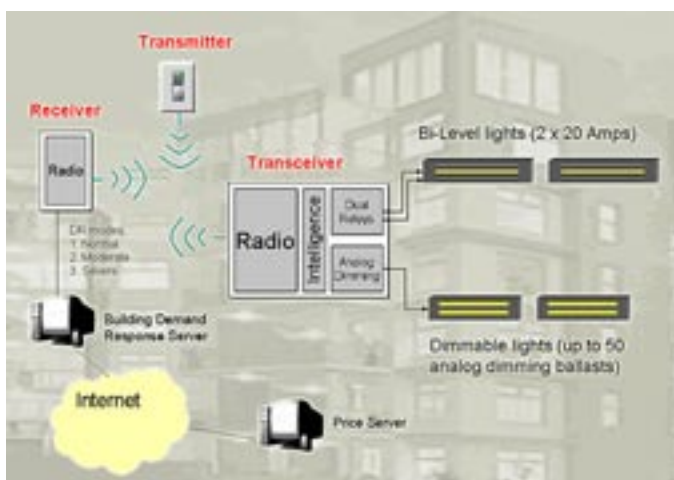 Transmitter
Receiver
Radio
Bi-Level lights (2 x 20 Amps)
Transceiver
Radio
Intelligence
Dual
Relays
Analog
Dimming
DR modes
1. Normal
2. Moderate
3. Severe
Building Demand
Response Server
Dimmable lights (up to 50
analog dimming ballasts)
Internet
Price Server